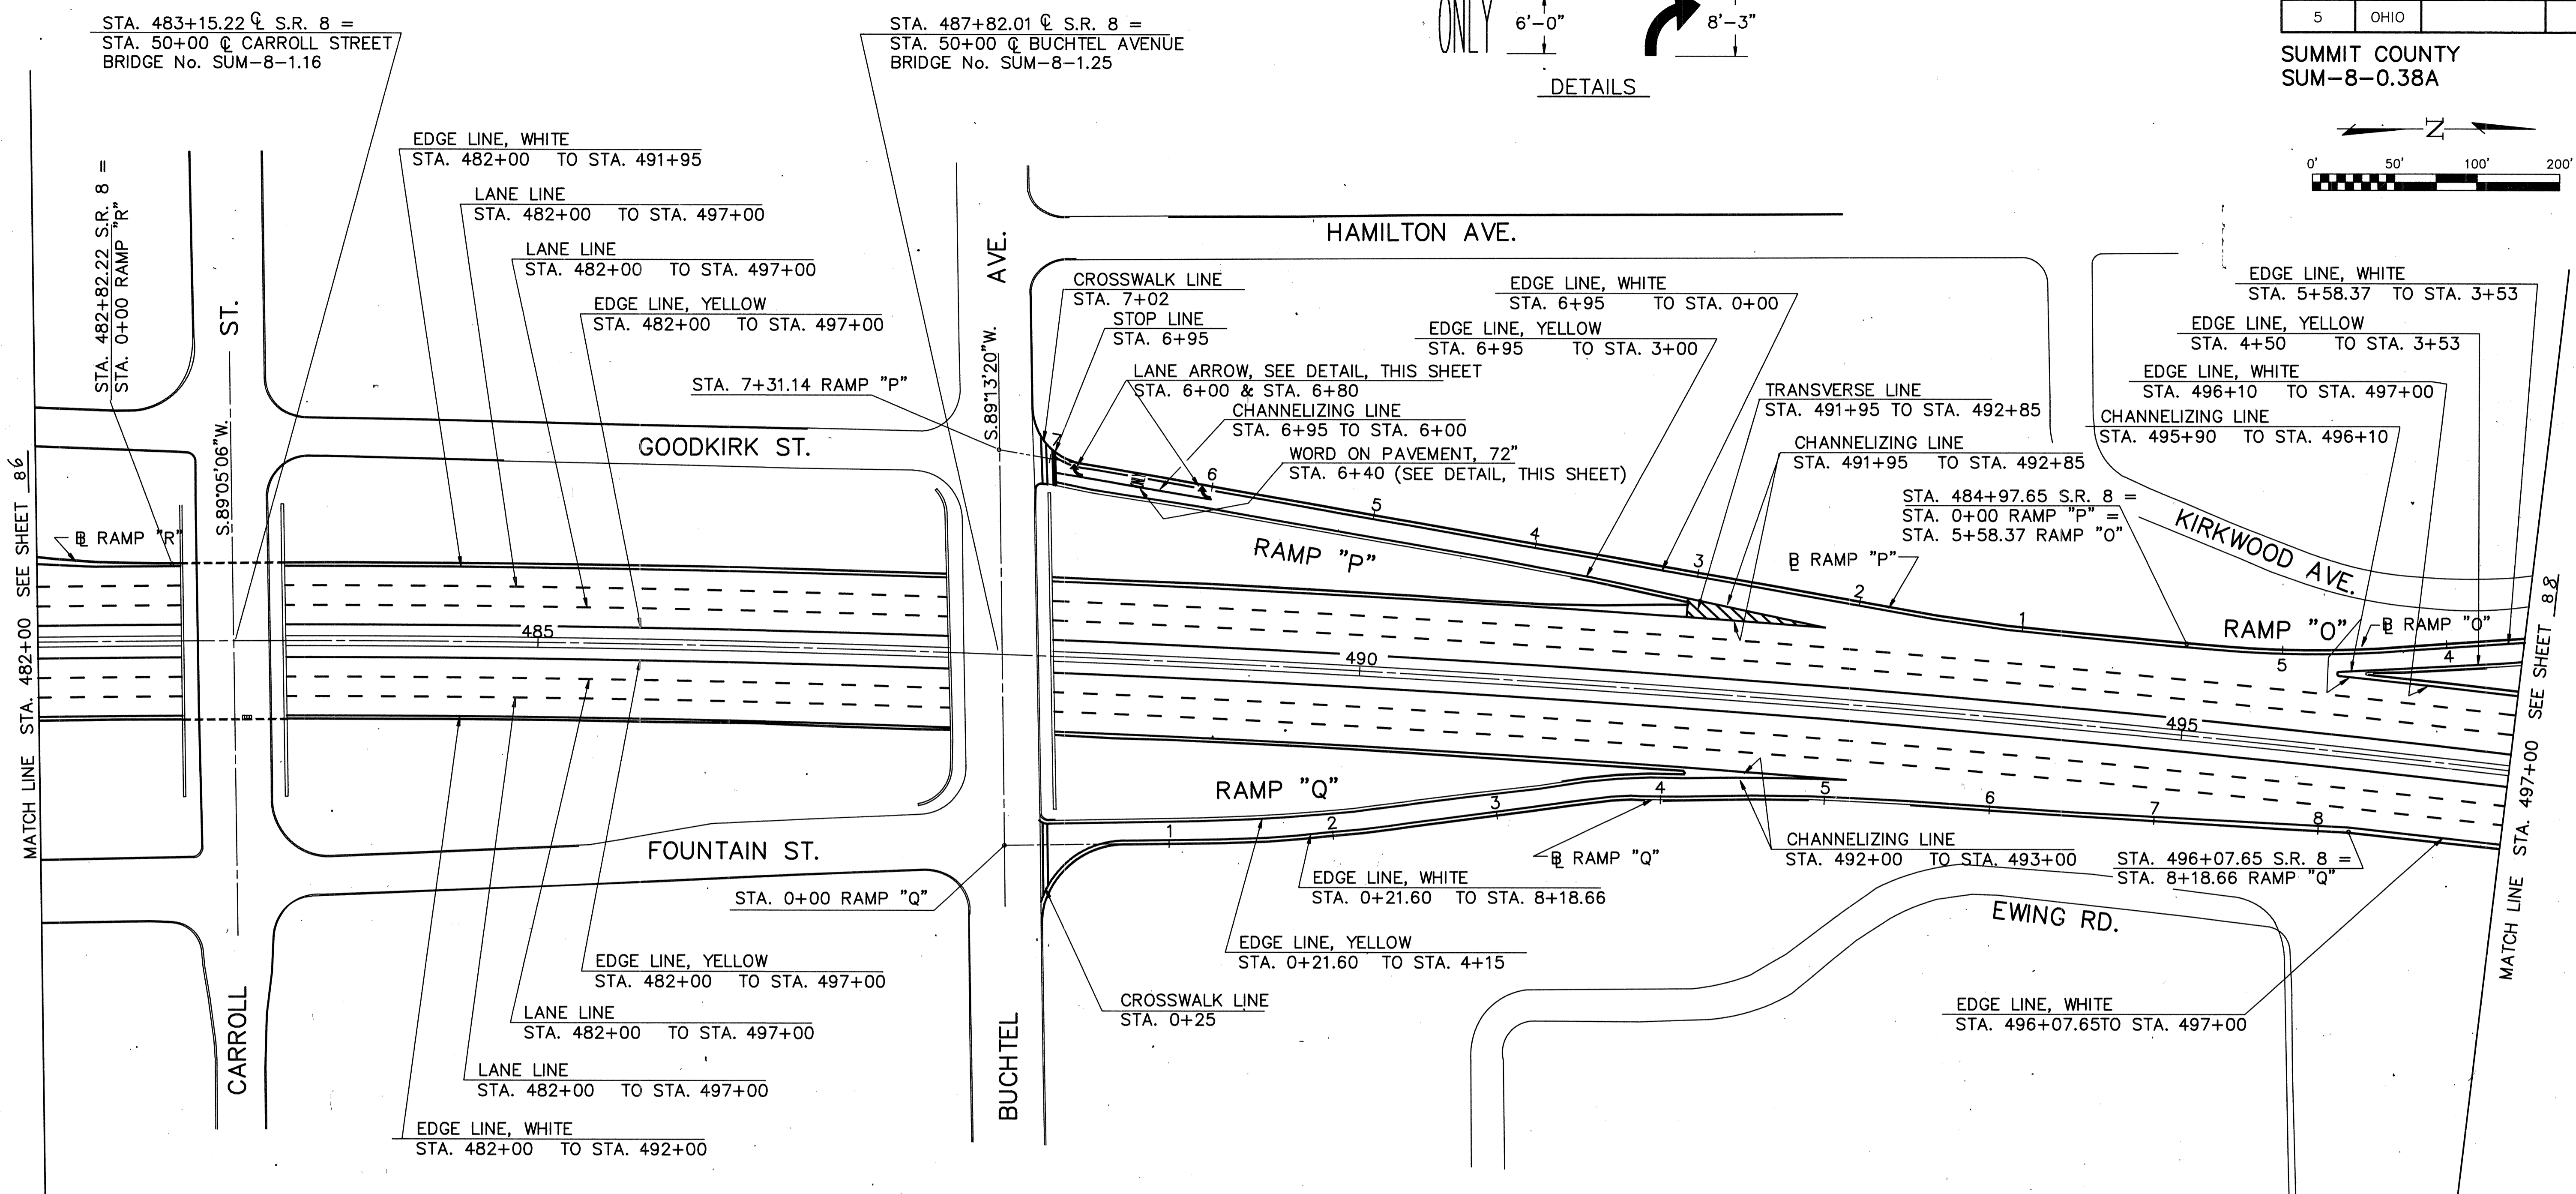 STA. 483+15.22 ℄ S.R. 8 =
STA. 50+00 ℄ CARROLL STREET
BRIDGE No. SUM-8-1.16
STA. 487+82.01 ℄ S.R. 8 =
STA. 50+00 ℄ BUCHTEL AVENUE
BRIDGE No. SUM-8-1.25
ONLY
6'-0"
8'-3"
DETAILS
5 OHIO
SUMMIT COUNTY
SUM-8-0.38A
N
0' 50' 100' 200'
EDGE LINE, WHITE
STA. 482+00 TO STA. 491+95
LANE LINE
STA. 482+00 TO STA. 497+00
LANE LINE
STA. 482+00 TO STA. 497+00
EDGE LINE, YELLOW
STA. 482+00 TO STA. 497+00
STA. 482+82.22 S.R. 8 =
STA. 0+00 RAMP "R"
ST.
S.89°05'06"W.
AVE.
S.89°13'20"W.
HAMILTON AVE.
CROSSWALK LINE
STA. 7+02
STOP LINE
STA. 6+95
LANE ARROW, SEE DETAIL, THIS SHEET
STA. 6+00 & STA. 6+80
CHANNELIZING LINE
STA. 6+95 TO STA. 6+00
WORD ON PAVEMENT, 72"
STA. 6+40 (SEE DETAIL, THIS SHEET)
STA. 7+31.14 RAMP "P"
EDGE LINE, WHITE
STA. 6+95 TO STA. 0+00
EDGE LINE, YELLOW
STA. 6+95 TO STA. 3+00
TRANSVERSE LINE
STA. 491+95 TO STA. 492+85
CHANNELIZING LINE
STA. 491+95 TO STA. 492+85
EDGE LINE, WHITE
STA. 5+58.37 TO STA. 3+53
EDGE LINE, YELLOW
STA. 4+50 TO STA. 3+53
EDGE LINE, WHITE
STA. 496+10 TO STA. 497+00
CHANNELIZING LINE
STA. 495+90 TO STA. 496+10
STA. 484+97.65 S.R. 8 =
STA. 0+00 RAMP "P" =
STA. 5+58.37 RAMP "O"
KIRKWOOD AVE.
GOODKIRK ST.
MATCH LINE STA. 482+00 SEE SHEET 86
B RAMP "R"
7 6 5 4 3 2 1
RAMP "P"
B RAMP "P"
RAMP "O"
B RAMP "O"
5 4
485
490
495
MATCH LINE STA. 497+00 SEE SHEET 88
RAMP "Q"
1 2 3 4 5 6 7 8
B RAMP "Q"
FOUNTAIN ST.
STA. 0+00 RAMP "Q"
CHANNELIZING LINE
STA. 492+00 TO STA. 493+00
STA. 496+07.65 S.R. 8 =
STA. 8+18.66 RAMP "Q"
EDGE LINE, WHITE
STA. 0+21.60 TO STA. 8+18.66
EWING RD.
EDGE LINE, YELLOW
STA. 0+21.60 TO STA. 4+15
EDGE LINE, YELLOW
STA. 482+00 TO STA. 497+00
CROSSWALK LINE
STA. 0+25
EDGE LINE, WHITE
STA. 496+07.65TO STA. 497+00
LANE LINE
STA. 482+00 TO STA. 497+00
LANE LINE
STA. 482+00 TO STA. 497+00
EDGE LINE, WHITE
STA. 482+00 TO STA. 492+00
CARROLL
BUCHTEL